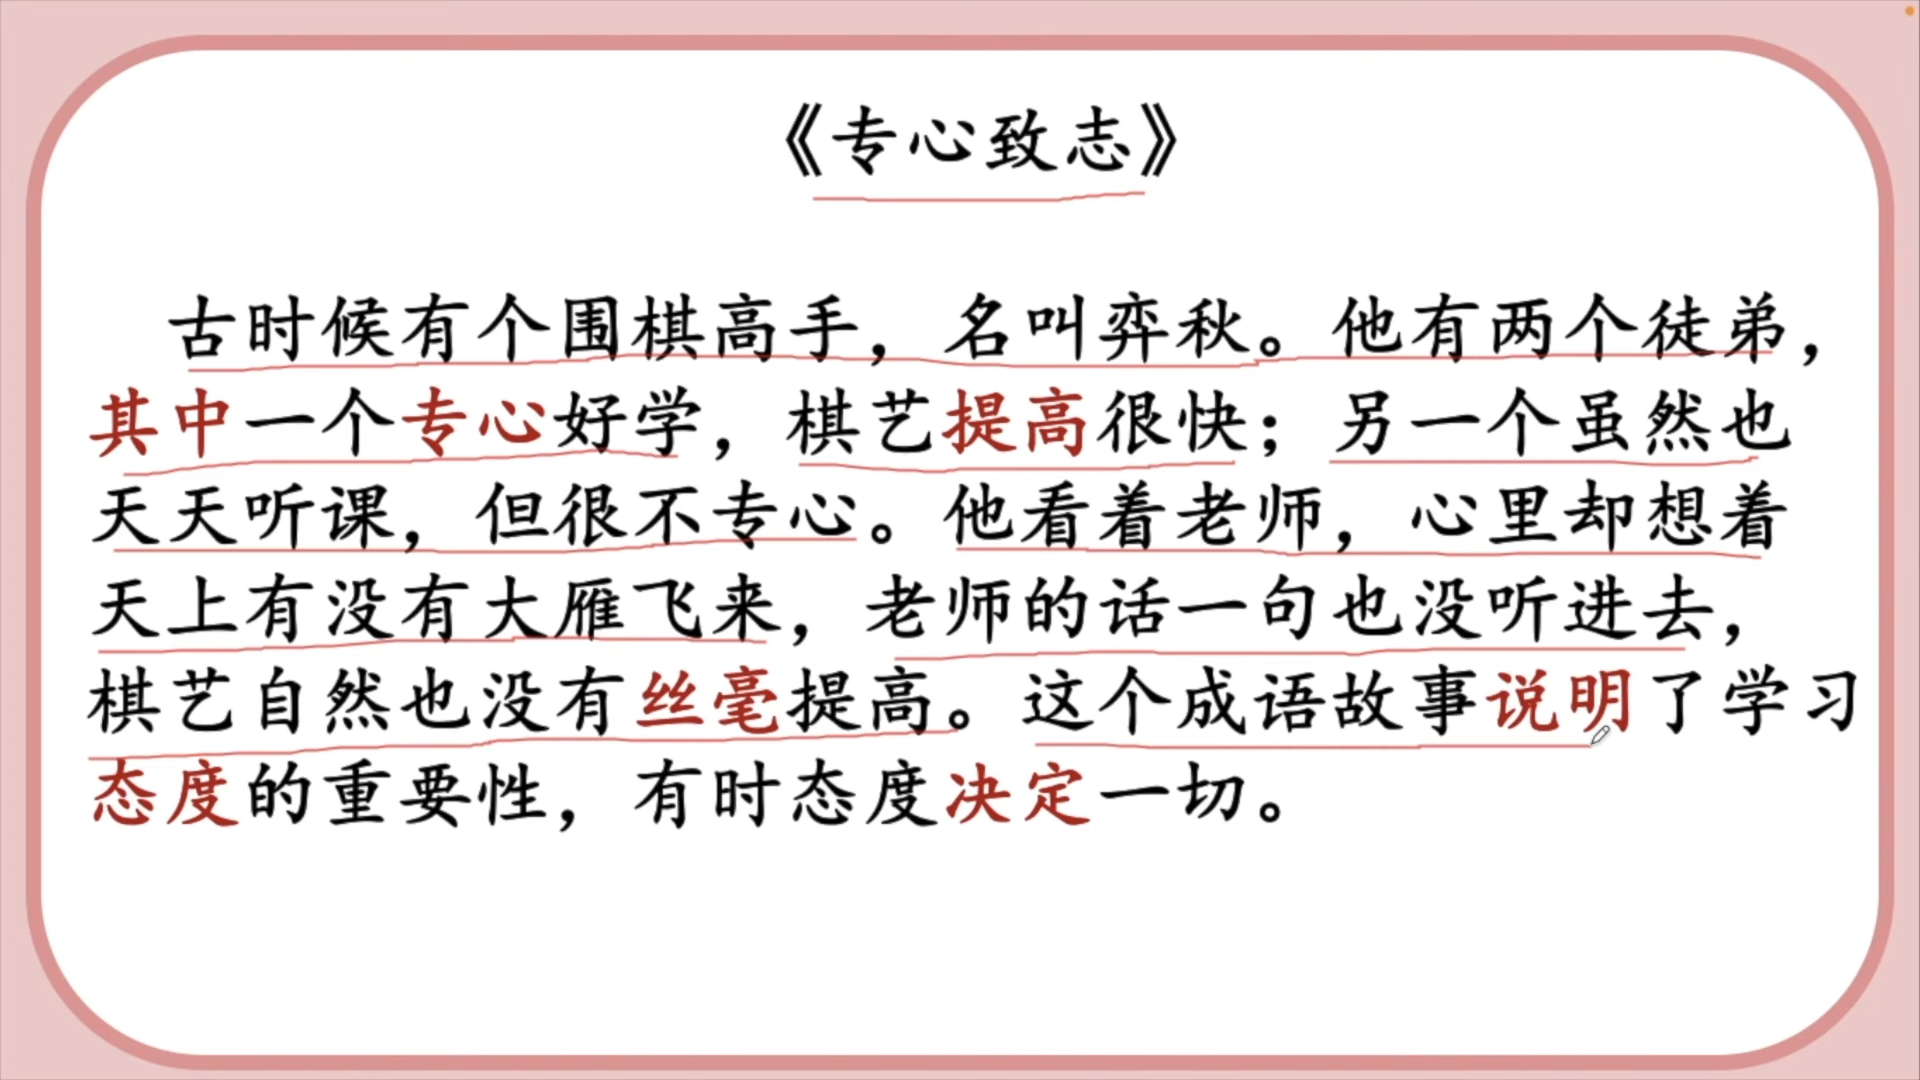 《专心致志》
古时候有个围棋高手，名叫弈秋。他有两个徒弟，
其中一个专心好学，棋艺提高很快；另一个虽然也
天天听课，但很不专心。他看着老师，心里却想着
天上有没有大雁飞来，老师的话一句也没听进去，
棋艺自然也没有丝毫提高。这个成语故事说明了学习
态度的重要性，有时态度决定一切。